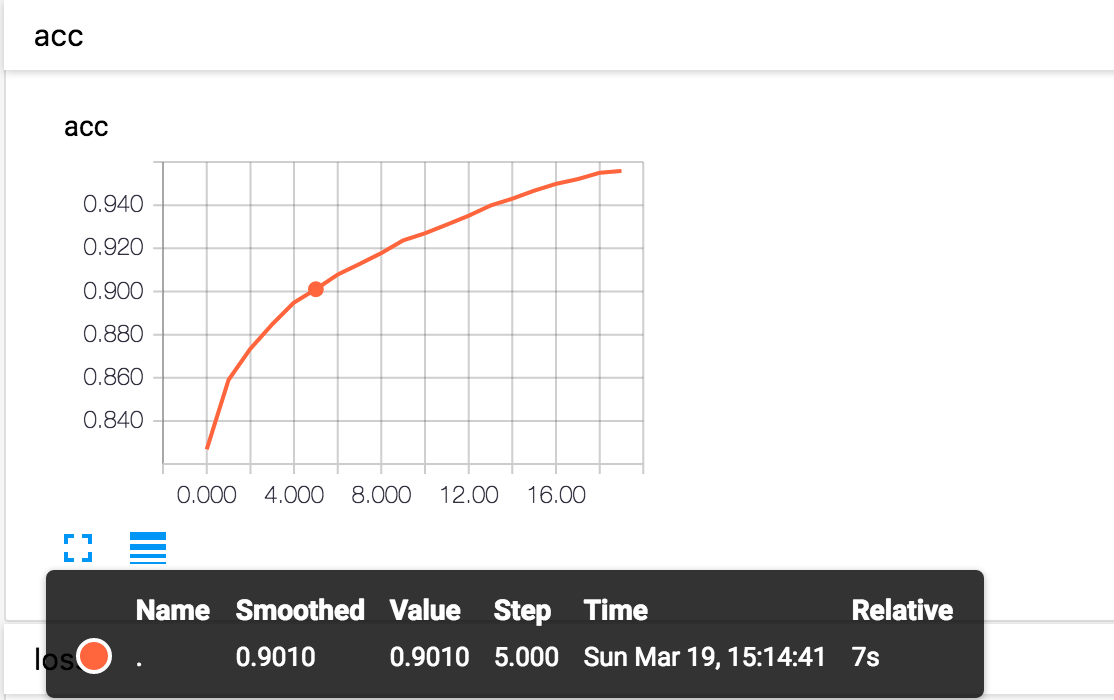 acc
acc
0.940
0.920
0.900
0.880
0.860
0.840
0.000 4.000 8.000 12.00 16.00
Name Smoothed Value Step Time Relative
. 0.9010 0.9010 5.000 Sun Mar 19, 15:14:41 7s
los